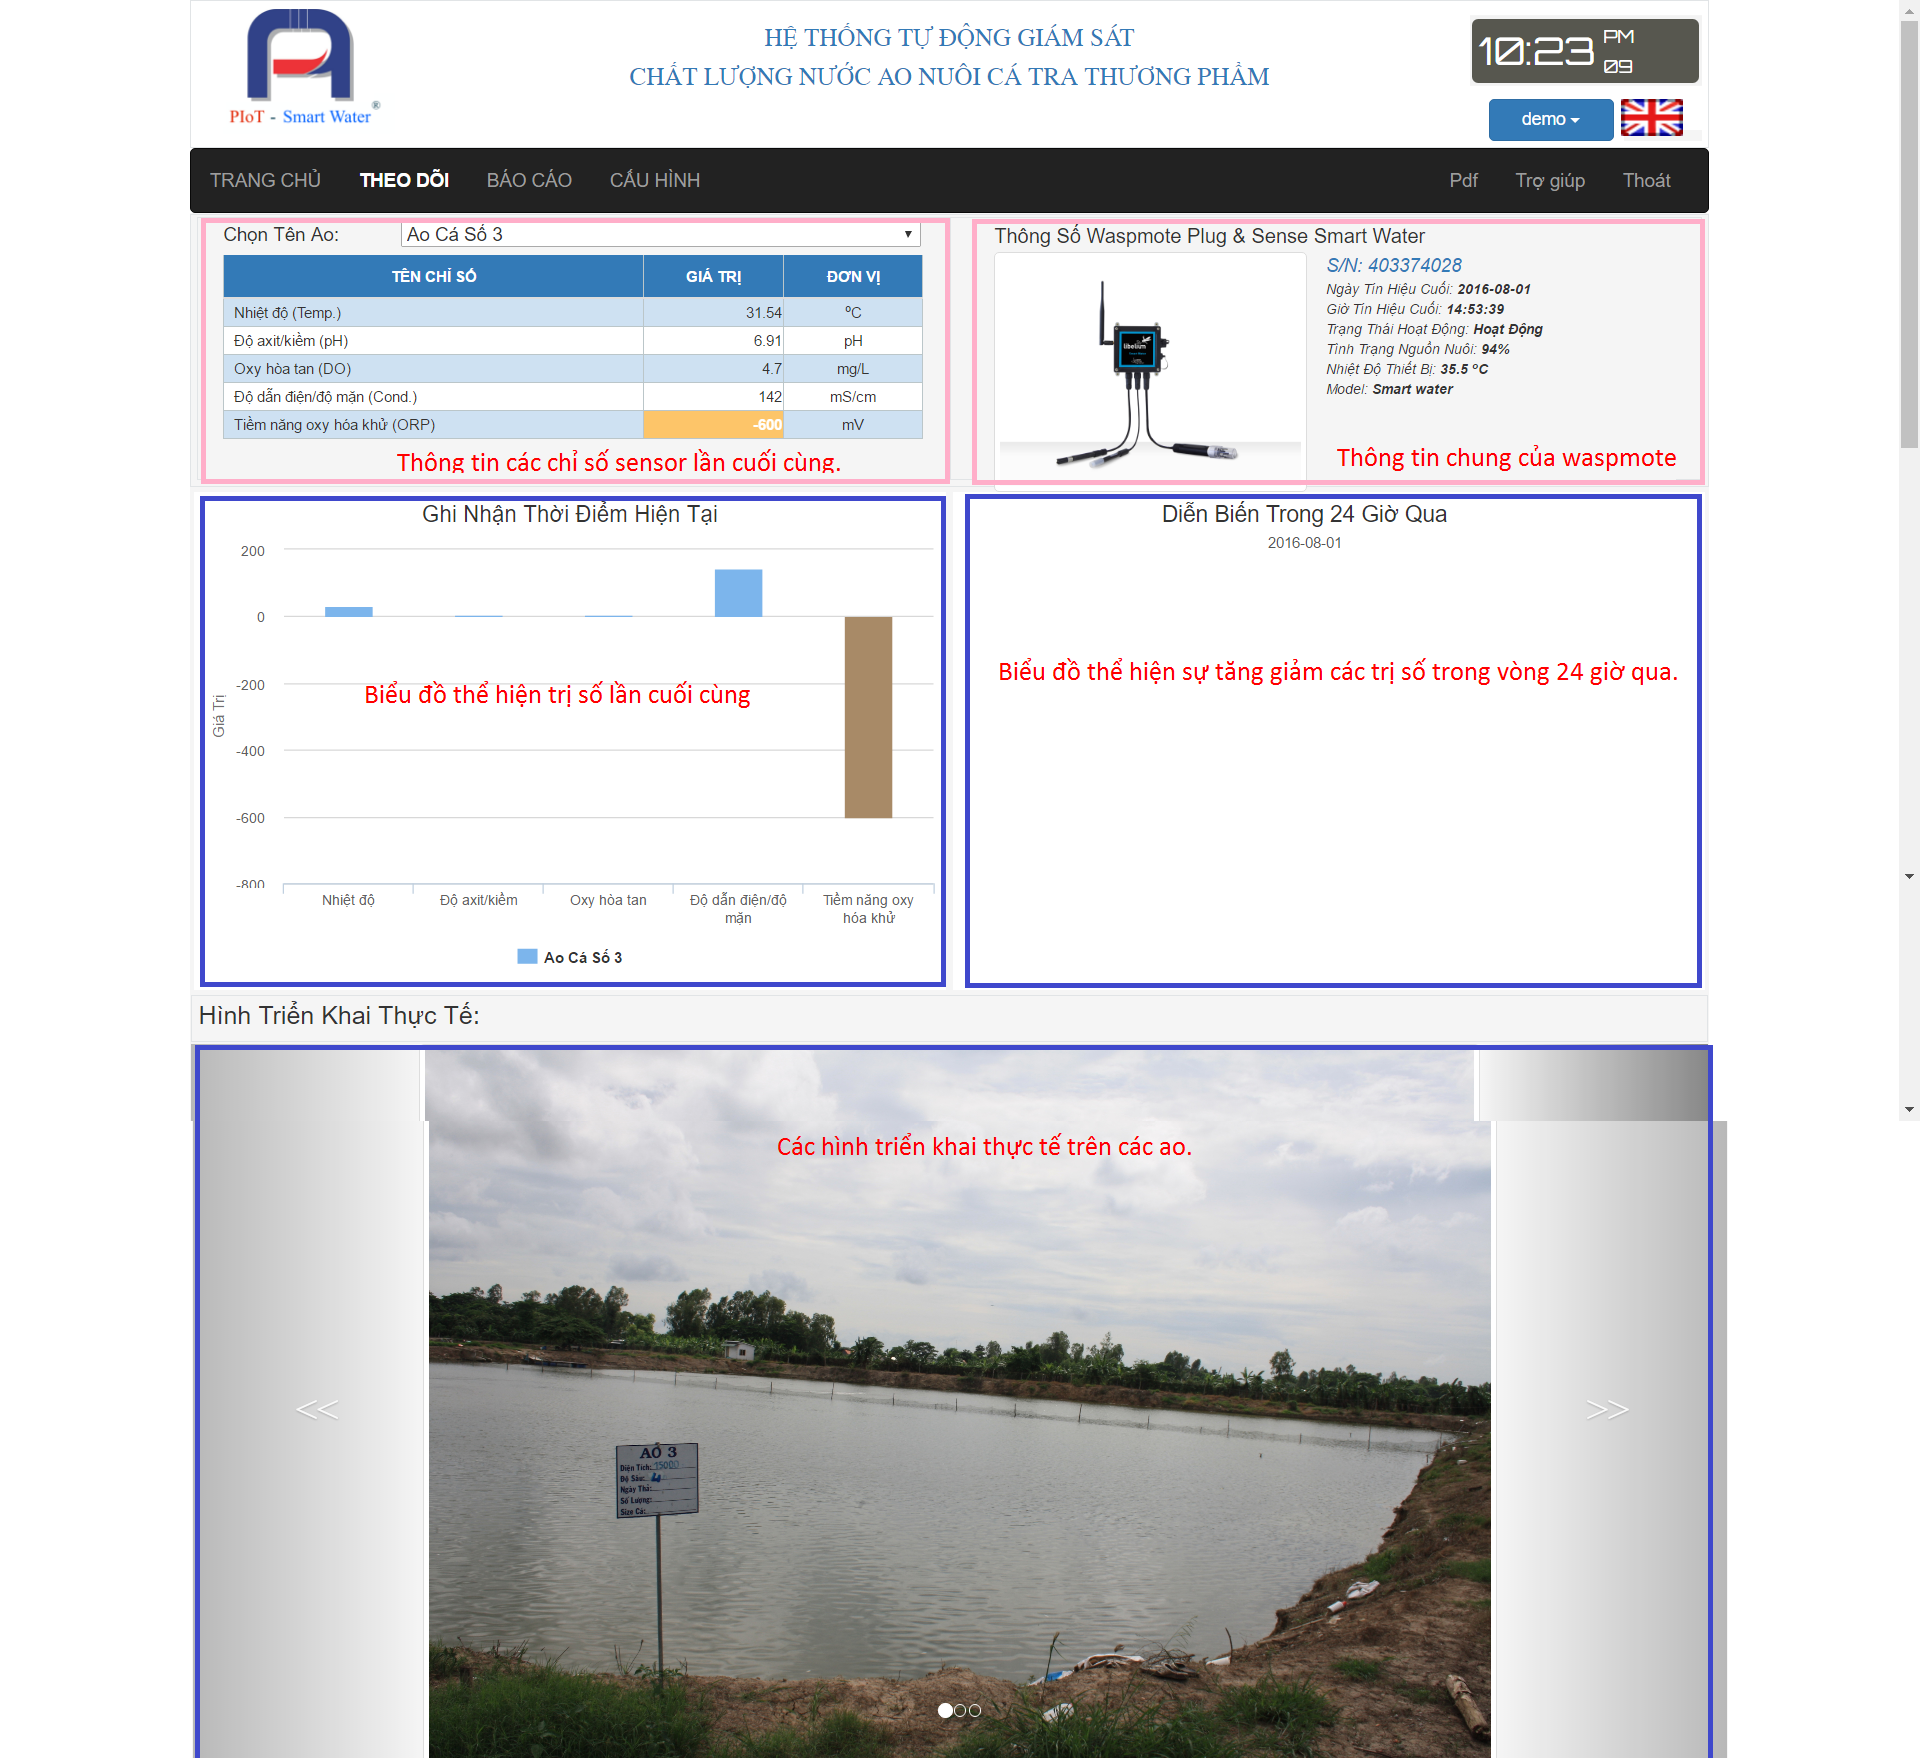 HỆ THỐNG TỰ ĐỘNG GIÁM SÁT
CHẤT LƯỢNG NƯỚC AO NUÔI CÁ TRA THƯƠNG PHẨM
PIoT - Smart Water ®
10:23 PM 09
demo
TRANG CHỦ THEO DÕI BÁO CÁO CẤU HÌNH Pdf Trợ giúp Thoát
Chọn Tên Ao: Ao Cá Số 3
TÊN CHỈ SỐ GIÁ TRỊ ĐƠN VỊ
Nhiệt độ (Temp.) 31.54 °C
Độ axit/kiềm (pH) 6.91 pH
Oxy hòa tan (DO) 4.7 mg/L
Độ dẫn điện/độ mặn (Cond.) 142 mS/cm
Tiềm năng oxy hóa khử (ORP) -600 mV
Thông tin các chỉ số sensor lần cuối cùng.
Thông Số Waspmote Plug & Sense Smart Water
libelium
S/N: 403374028
Ngày Tín Hiệu Cuối: 2016-08-01
Giờ Tín Hiệu Cuối: 14:53:39
Trạng Thái Hoạt Động: Hoạt Động
Tình Trạng Nguồn Nuôi: 94%
Nhiệt Độ Thiết Bị: 35.5 °C
Model: Smart water
Thông tin chung của waspmote
Ghi Nhận Thời Điểm Hiện Tại
Giá Trị
200
0
-200
-400
-600
-800
Biểu đồ thể hiện trị số lần cuối cùng
Nhiệt độ
Độ axit/kiềm
Oxy hòa tan
Độ dẫn điện/độ
mặn
Tiềm năng oxy
hóa khử
Ao Cá Số 3
Diễn Biến Trong 24 Giờ Qua
2016-08-01
Biểu đồ thể hiện sự tăng giảm các trị số trong vòng 24 giờ qua.
Hình Triển Khai Thực Tế:
Các hình triển khai thực tế trên các ao.
<< >>
AO 3
Diện Tích: 15000
Độ Sâu: 4
Ngày Thả:
Số Lượng:
Size Cá: